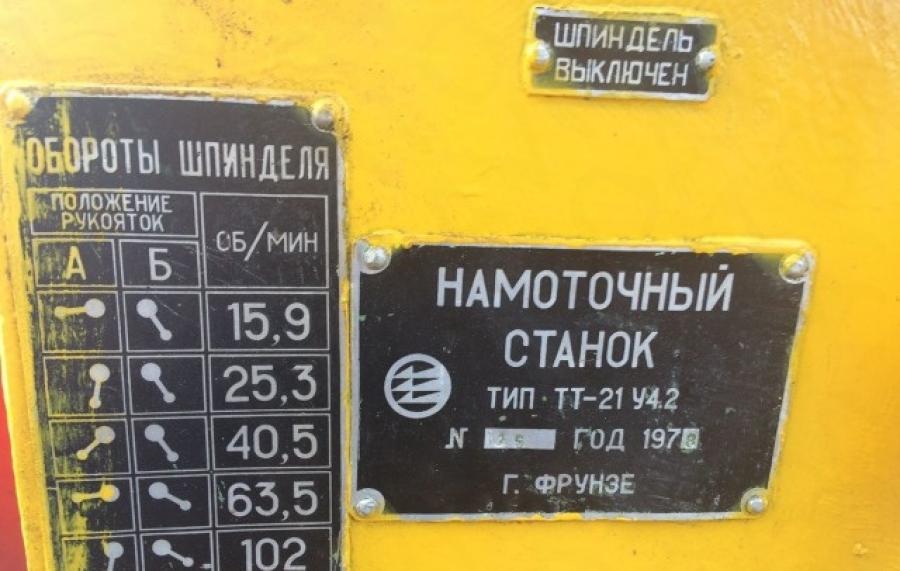 ШПИНДЕЛЬ
ВЫКЛЮЧЕН
ОБОРОТЫ ШПИНДЕЛЯ
ПОЛОЖЕНИЕ
РУКОЯТОК
ОБ/МИН
А Б
15,9
25,3
40,5
63,5
102
НАМОТОЧНЫЙ
СТАНОК
ТИП ТТ-21 У4.2
N ГОД 1978
Г. ФРУНЗЕ